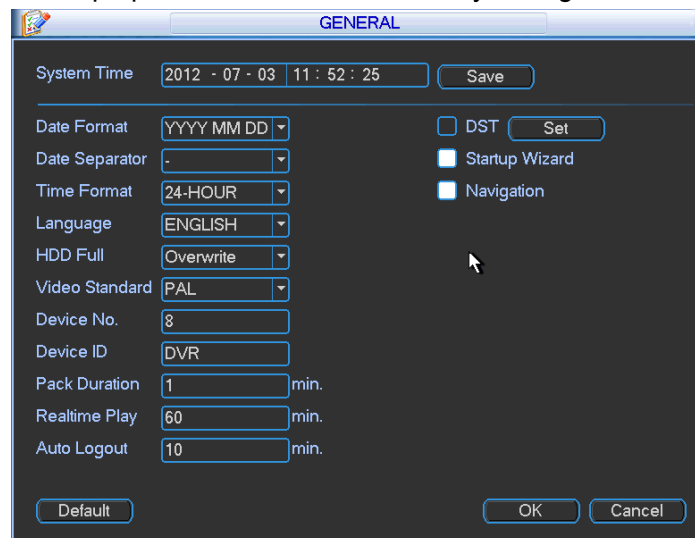 GENERAL
System Time 2012 - 07 - 03 11 : 52 : 25 Save
Date Format YYYY MM DD DST Set
Date Separator - Startup Wizard
Time Format 24-HOUR Navigation
Language ENGLISH
HDD Full Overwrite
Video Standard PAL
Device No. 8
Device ID DVR
Pack Duration 1 min.
Realtime Play 60 min.
Auto Logout 10 min.
Default OK Cancel